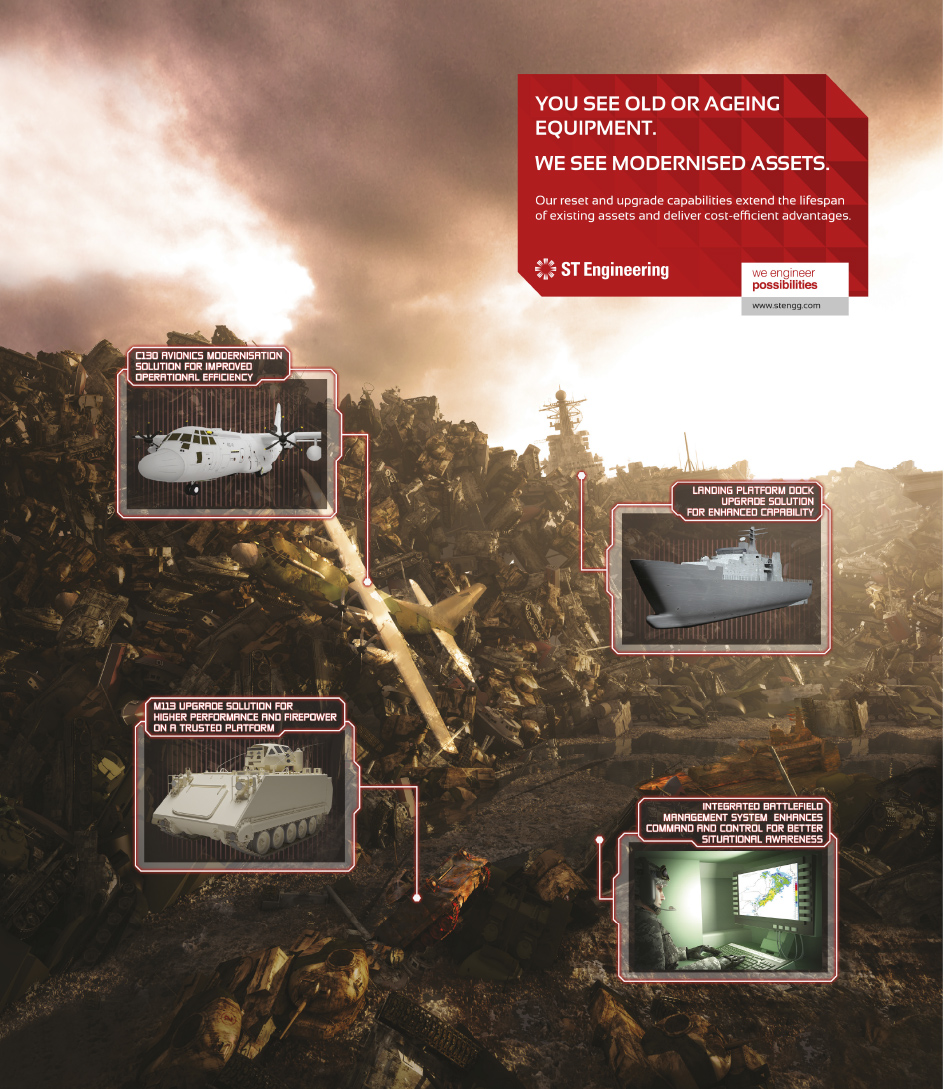 YOU SEE OLD OR AGEING
EQUIPMENT.
WE SEE MODERNISED ASSETS.
Our reset and upgrade capabilities extend the lifespan
of existing assets and deliver cost-efficient advantages.
ST Engineering
we engineer
possibilities
www.stengg.com
C130 AVIONICS MODERNISATION
SOLUTION FOR IMPROVED
OPERATIONAL EFFICIENCY
LANDING PLATFORM DOCK
UPGRADE SOLUTION
FOR ENHANCED CAPABILITY
M113 UPGRADE SOLUTION FOR
HIGHER PERFORMANCE AND FIREPOWER
ON A TRUSTED PLATFORM
INTEGRATED BATTLEFIELD
MANAGEMENT SYSTEM ENHANCES
COMMAND AND CONTROL FOR BETTER
SITUATIONAL AWARENESS